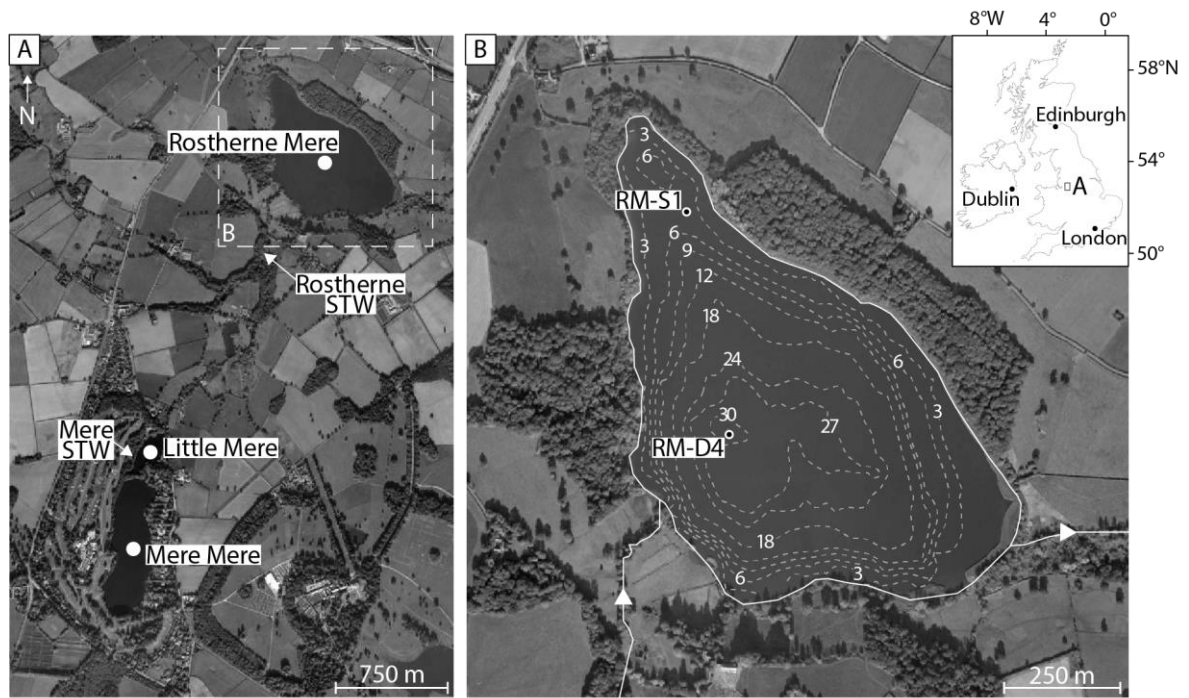 A
N
Rostherne Mere
B
Rostherne
STW
Mere
STW
Little Mere
Mere Mere
750 m
B
3
6
RM-S1
3
6
9
12
18
24
30
27
RM-D4
6
3
18
6
3
250 m
8°W
4°
0°
58°N
Edinburgh
54°
A
Dublin
London
50°